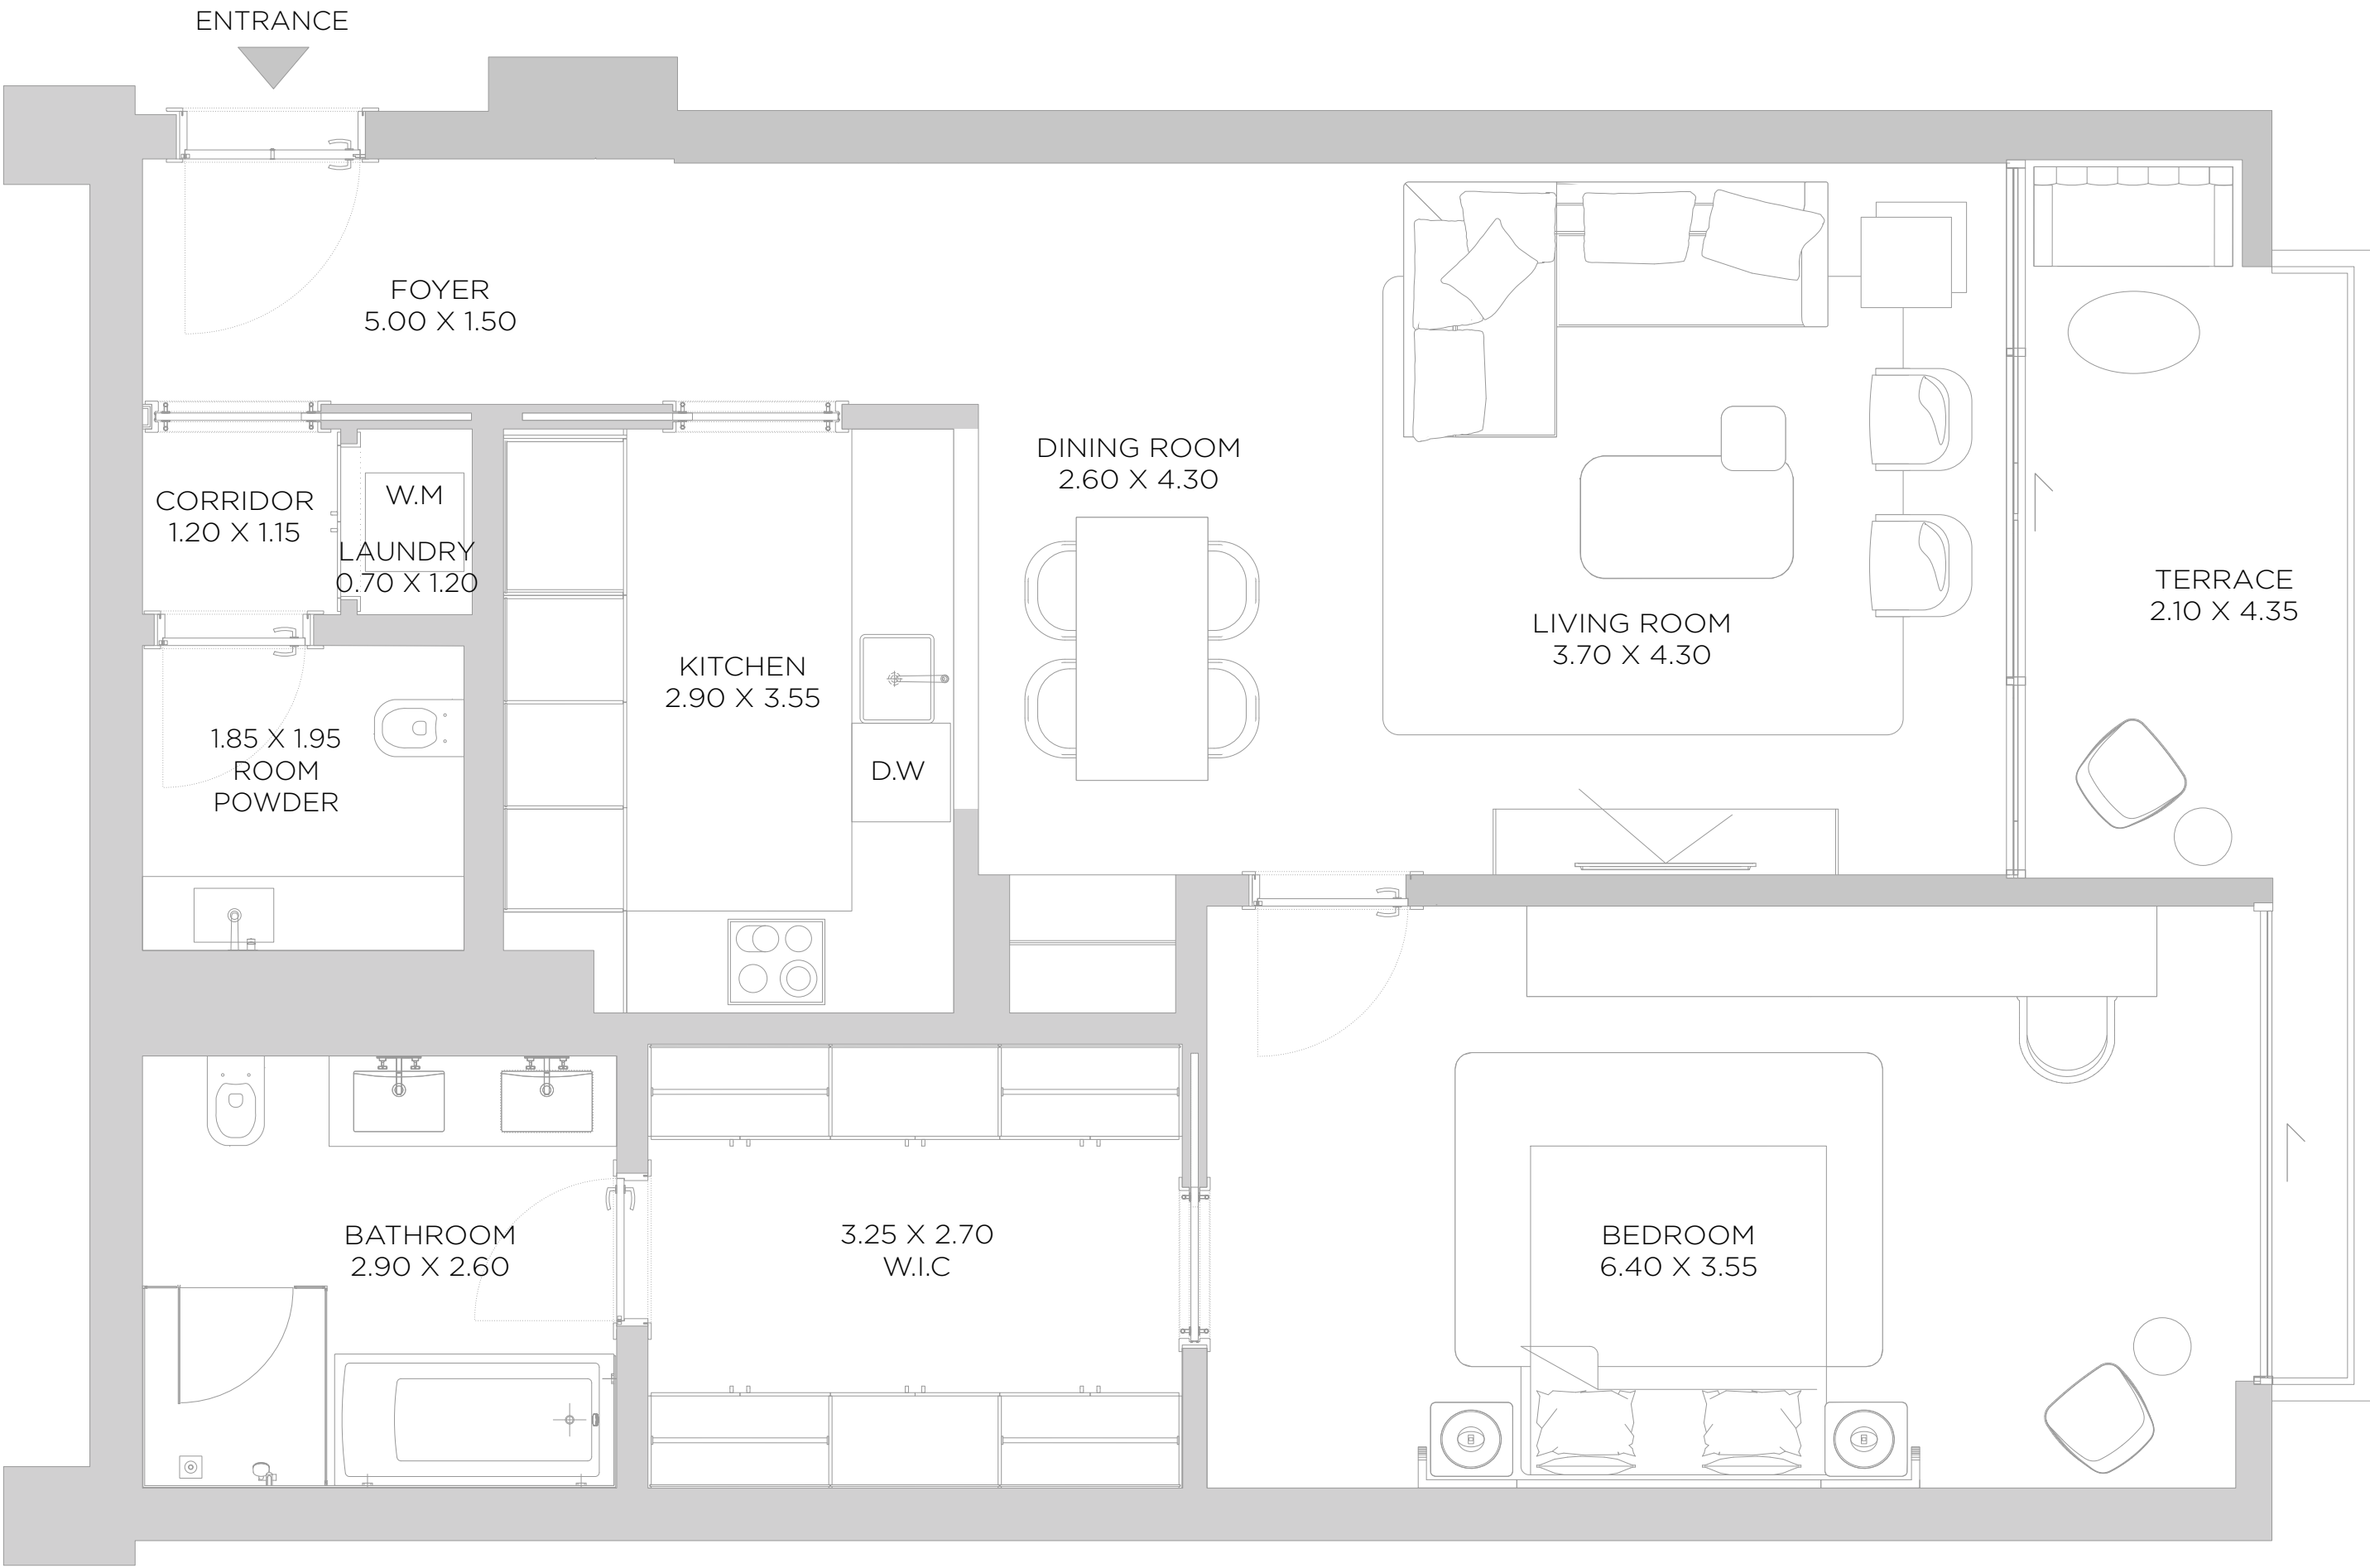 ENTRANCE
FOYER
5.00 X 1.50
DINING ROOM
2.60 X 4.30
CORRIDOR
1.20 X 1.15
W.M
LAUNDRY
0.70 X 1.20
TERRACE
2.10 X 4.35
LIVING ROOM
3.70 X 4.30
KITCHEN
2.90 X 3.55
1.85 X 1.95
ROOM
POWDER
D.W
BATHROOM
2.90 X 2.60
3.25 X 2.70
W.I.C
BEDROOM
6.40 X 3.55